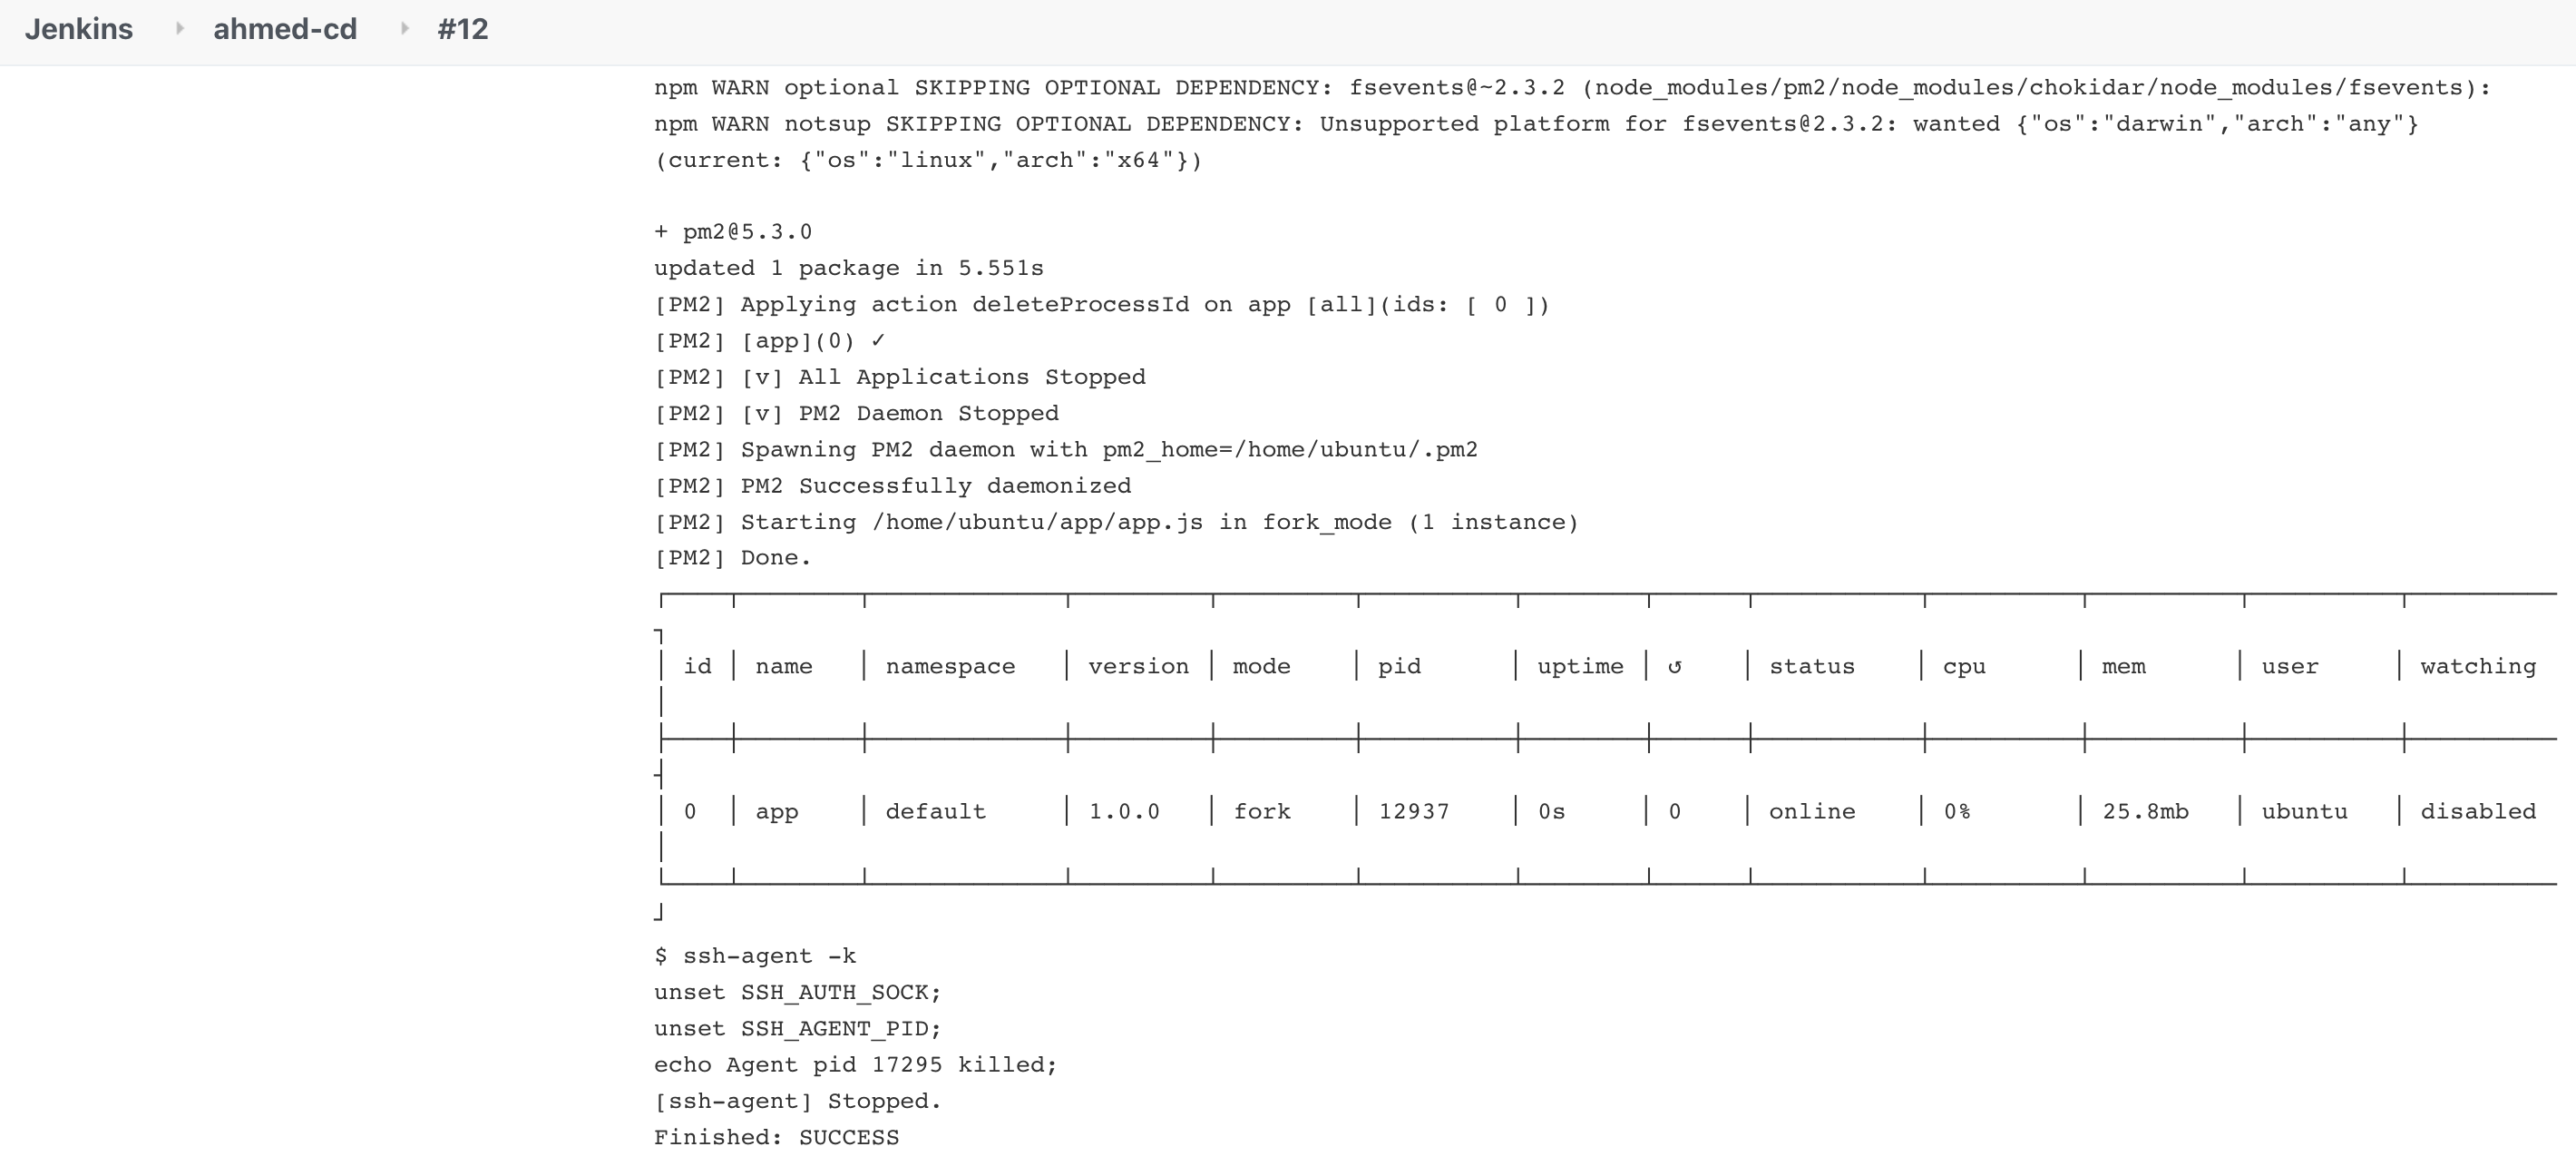 Jenkins ahmed-cd #12
npm WARN optional SKIPPING OPTIONAL DEPENDENCY: fsevents@~2.3.2 (node_modules/pm2/node_modules/chokidar/node_modules/fsevents):
npm WARN notsup SKIPPING OPTIONAL DEPENDENCY: Unsupported platform for fsevents@2.3.2: wanted {"os":"darwin","arch":"any"}
(current: {"os":"linux","arch":"x64"})
+ pm2@5.3.0
updated 1 package in 5.551s
[PM2] Applying action deleteProcessId on app [all](ids: [ 0 ])
[PM2] [app](0) ✓
[PM2] [v] All Applications Stopped
[PM2] [v] PM2 Daemon Stopped
[PM2] Spawning PM2 daemon with pm2_home=/home/ubuntu/.pm2
[PM2] PM2 Successfully daemonized
[PM2] Starting /home/ubuntu/app/app.js in fork_mode (1 instance)
[PM2] Done.
│ id │ name │ namespace │ version │ mode │ pid │ uptime │ ↺ │ status │ cpu │ mem │ user │ watching
│ 0 │ app │ default │ 1.0.0 │ fork │ 12937 │ 0s │ 0 │ online │ 0% │ 25.8mb │ ubuntu │ disabled
$ ssh-agent -k
unset SSH_AUTH_SOCK;
unset SSH_AGENT_PID;
echo Agent pid 17295 killed;
[ssh-agent] Stopped.
Finished: SUCCESS